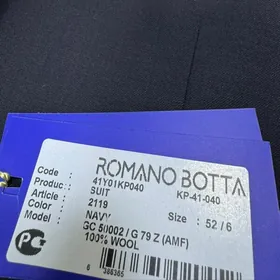 ROMANO BOTTA
Code : 41Y01KP040 KP-41-040
Produc : SUIT
Article : 2119 Size : 52 / 6
Color : NAVY
Model : GC 50002 / G 79 Z (AMF)
100% WOOL